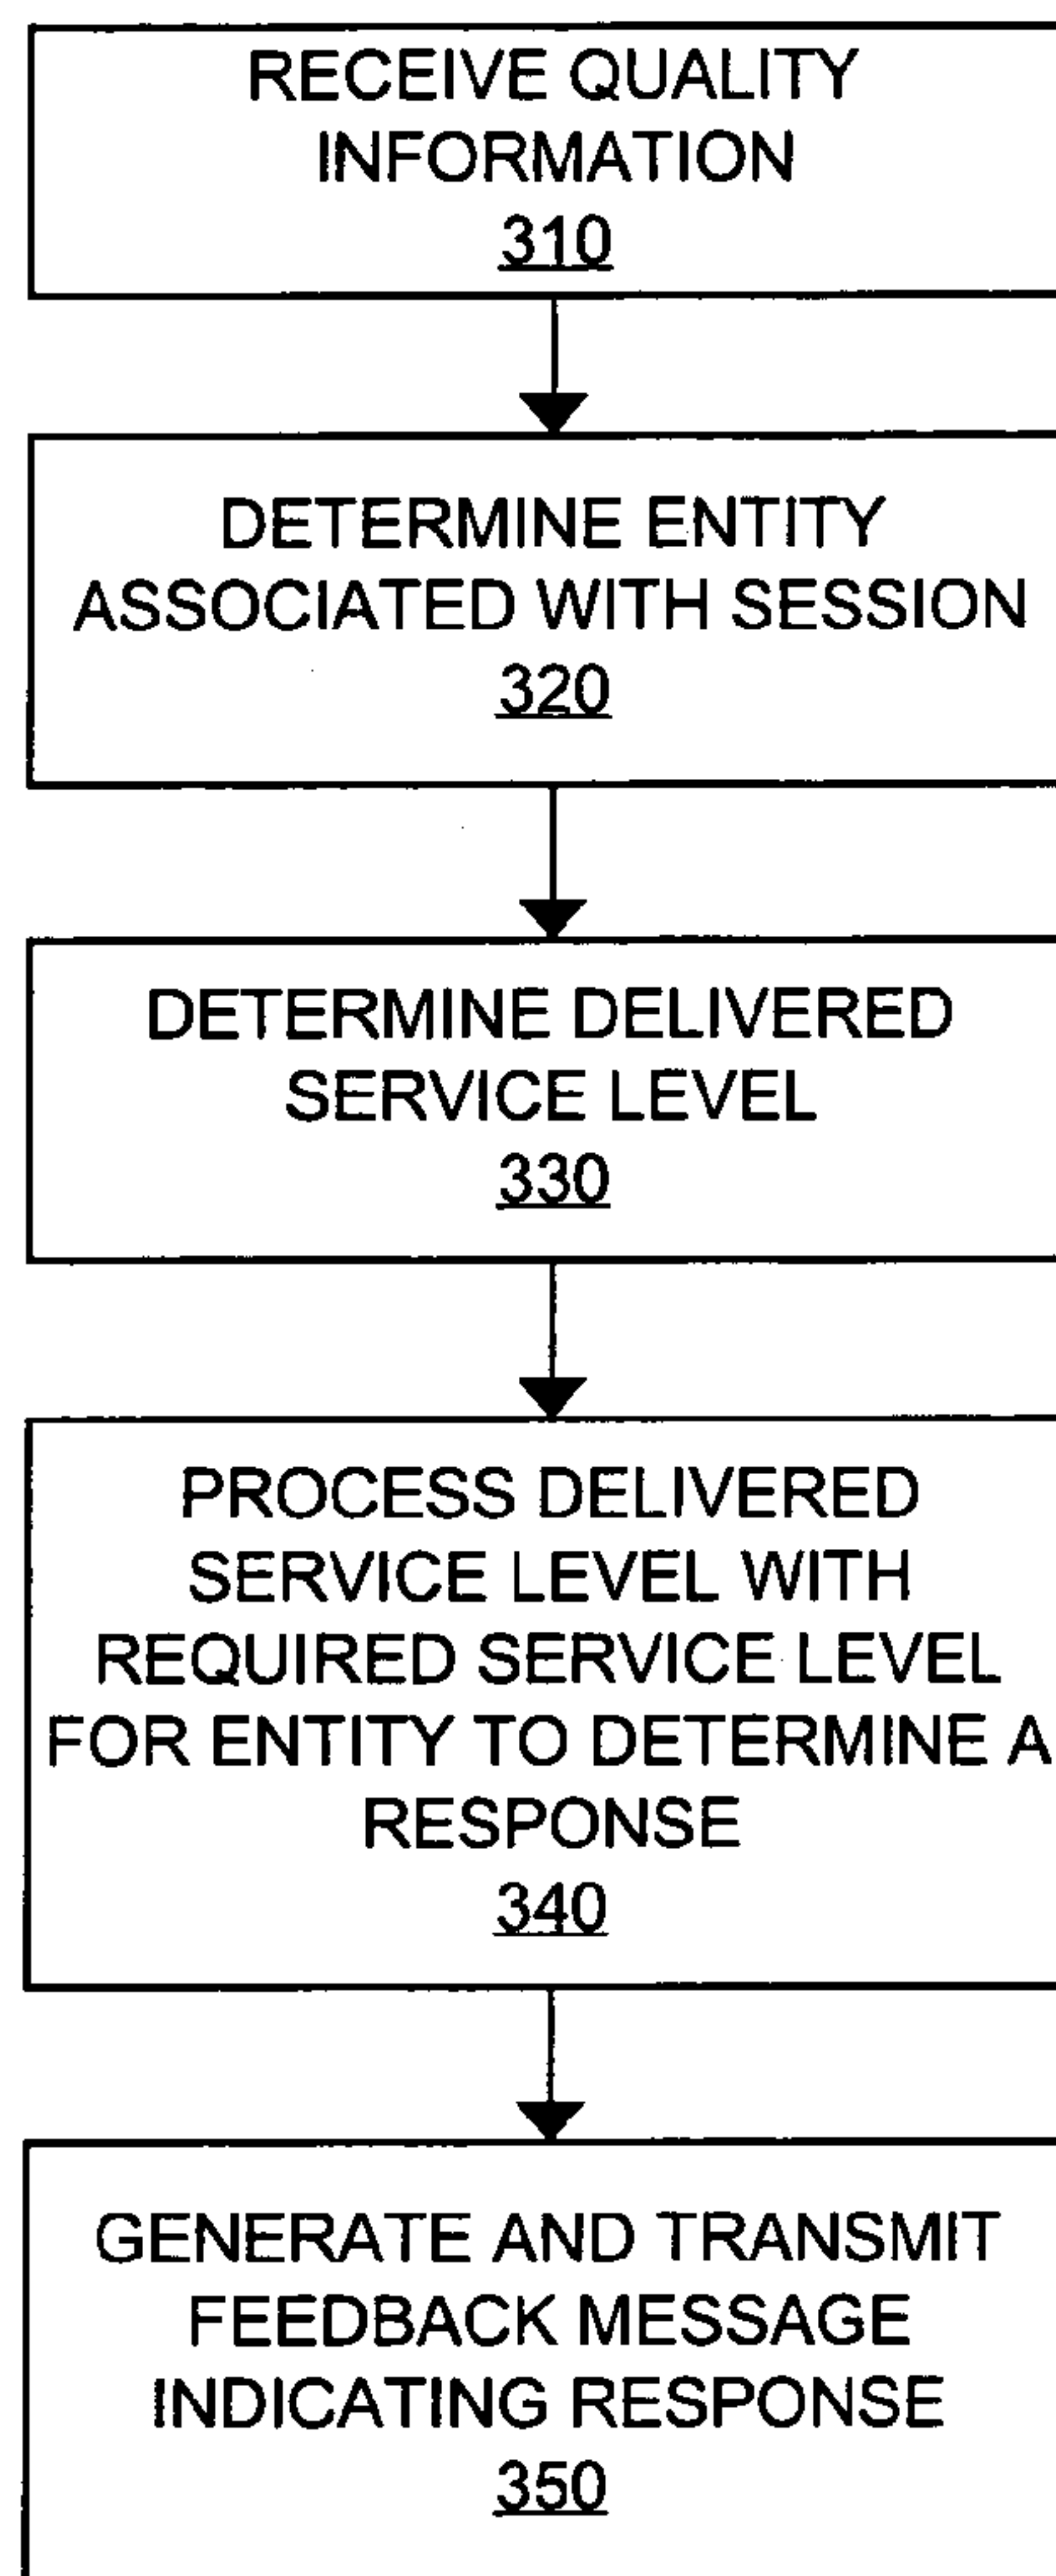 RECEIVE QUALITY
INFORMATION
310
DETERMINE ENTITY
ASSOCIATED WITH SESSION
320
DETERMINE DELIVERED
SERVICE LEVEL
330
PROCESS DELIVERED
SERVICE LEVEL WITH
REQUIRED SERVICE LEVEL
FOR ENTITY TO DETERMINE A
RESPONSE
340
GENERATE AND TRANSMIT
FEEDBACK MESSAGE
INDICATING RESPONSE
350